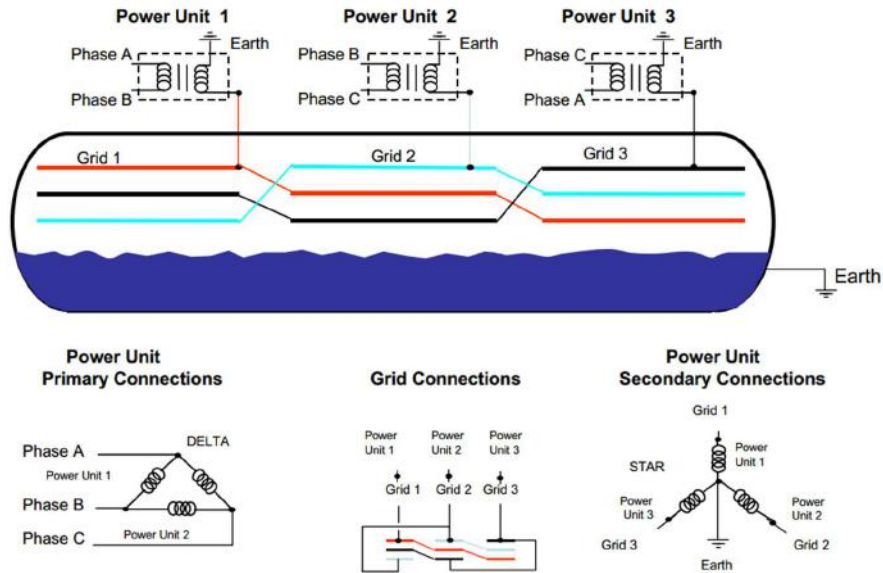 Power Unit 1
Power Unit 2
Power Unit 3
Phase A
Earth
Phase B
Phase B
Earth
Phase C
Phase C
Earth
Phase A
Grid 1
Grid 2
Grid 3
Earth
Power Unit
Primary Connections
Grid Connections
Power Unit
Secondary Connections
Phase A
DELTA
Power Unit 1
Phase B
Phase C
Power Unit 2
Power
Unit 1
Power
Unit 2
Power
Unit 3
Grid 1
Grid 2
Grid 3
Grid 1
Power
Unit 1
STAR
Power
Unit 3
Power
Unit 2
Grid 3
Grid 2
Earth